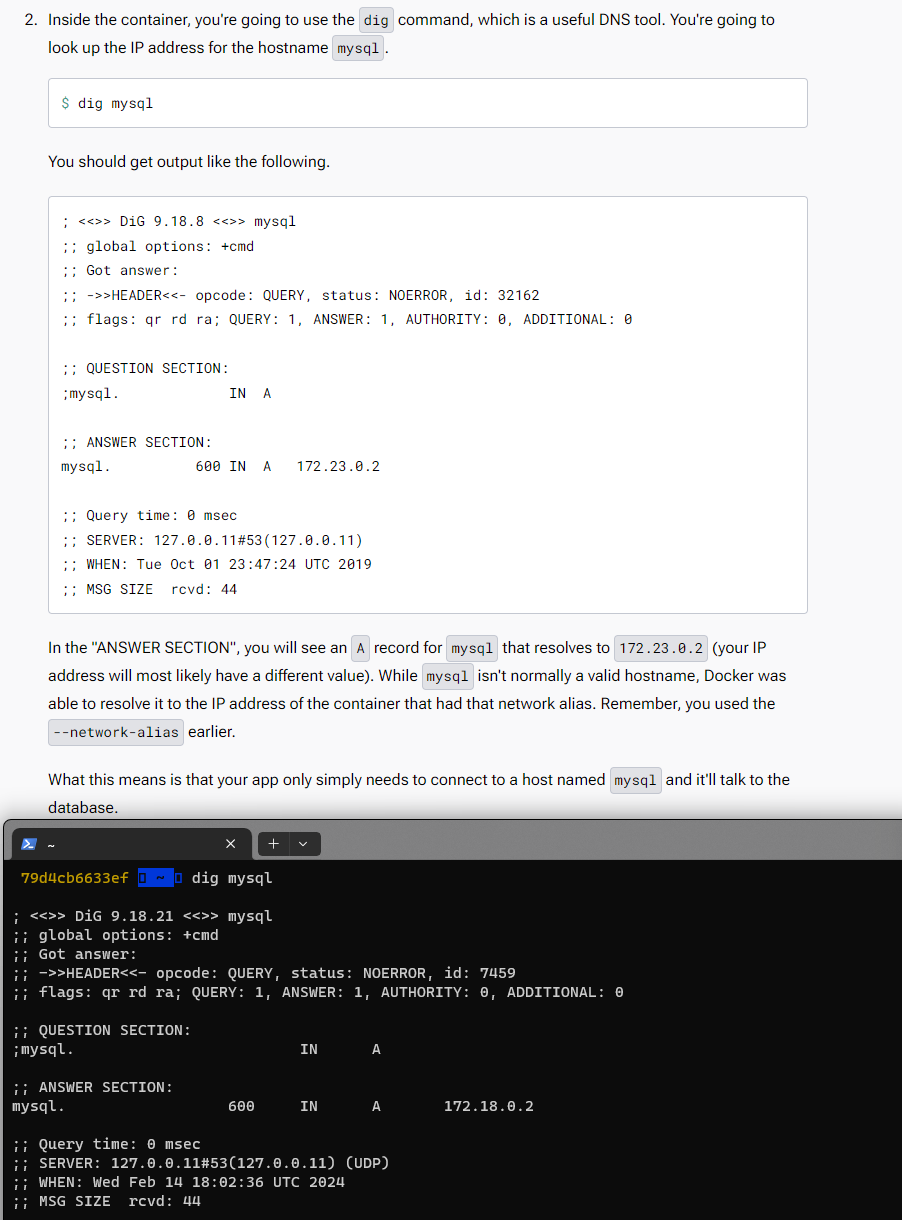 2. Inside the container, you're going to use the dig command, which is a useful DNS tool. You're going to
look up the IP address for the hostname mysql.
$ dig mysql
You should get output like the following.
; <<>> DiG 9.18.8 <<>> mysql
;; global options: +cmd
;; Got answer:
;; ->>HEADER<<- opcode: QUERY, status: NOERROR, id: 32162
;; flags: qr rd ra; QUERY: 1, ANSWER: 1, AUTHORITY: 0, ADDITIONAL: 0
;; QUESTION SECTION:
;mysql. IN A
;; ANSWER SECTION:
mysql. 600 IN A 172.23.0.2
;; Query time: 0 msec
;; SERVER: 127.0.0.11#53(127.0.0.11)
;; WHEN: Tue Oct 01 23:47:24 UTC 2019
;; MSG SIZE rcvd: 44
In the "ANSWER SECTION", you will see an A record for mysql that resolves to 172.23.0.2 (your IP
address will most likely have a different value). While mysql isn't normally a valid hostname, Docker was
able to resolve it to the IP address of the container that had that network alias. Remember, you used the
--network-alias earlier.
What this means is that your app only simply needs to connect to a host named mysql and it'll talk to the
database.
~
79d4cb6633ef ~ dig mysql
; <<>> DiG 9.18.21 <<>> mysql
;; global options: +cmd
;; Got answer:
;; ->>HEADER<<- opcode: QUERY, status: NOERROR, id: 7459
;; flags: qr rd ra; QUERY: 1, ANSWER: 1, AUTHORITY: 0, ADDITIONAL: 0
;; QUESTION SECTION:
;mysql. IN A
;; ANSWER SECTION:
mysql. 600 IN A 172.18.0.2
;; Query time: 0 msec
;; SERVER: 127.0.0.11#53(127.0.0.11) (UDP)
;; WHEN: Wed Feb 14 18:02:36 UTC 2024
;; MSG SIZE rcvd: 44